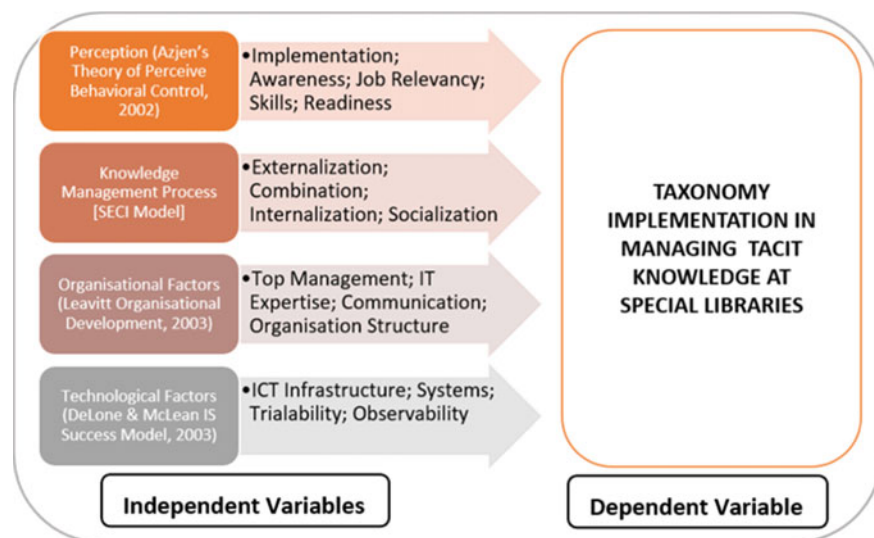 Perception (Azjen's
Theory of Perceive
Behavioral Control,
2002)
•Implementation;
Awareness; Job Relevancy;
Skills; Readiness
Knowledge
Management Process
[SECI Model]
•Externalization;
Combination;
Internalization; Socialization
Organisational Factors
(Leavitt Organisational
Development, 2003)
•Top Management; IT
Expertise; Communication;
Organisation Structure
Technological Factors
(DeLone & McLean IS
Success Model, 2003)
•ICT Infrastructure; Systems;
Trialability; Observability
TAXONOMY
IMPLEMENTATION IN
MANAGING TACIT
KNOWLEDGE AT
SPECIAL LIBRARIES
Independent Variables
Dependent Variable